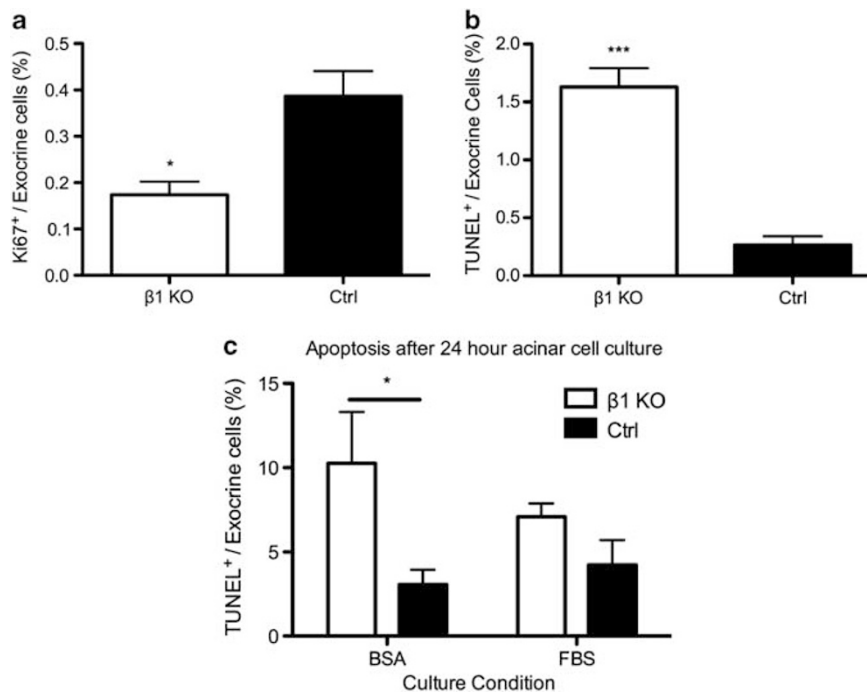 a
Ki67+ / Exocrine cells (%)
0.5
0.4
0.3
0.2
0.1
0.0
*
β1 KO
Ctrl
b
TUNEL+ / Exocrine Cells (%)
2.0
1.5
1.0
0.5
0.0
***
β1 KO
Ctrl
c
Apoptosis after 24 hour acinar cell culture
TUNEL+ / Exocrine cells (%)
15
10
5
0
*
β1 KO
Ctrl
BSA
FBS
Culture Condition